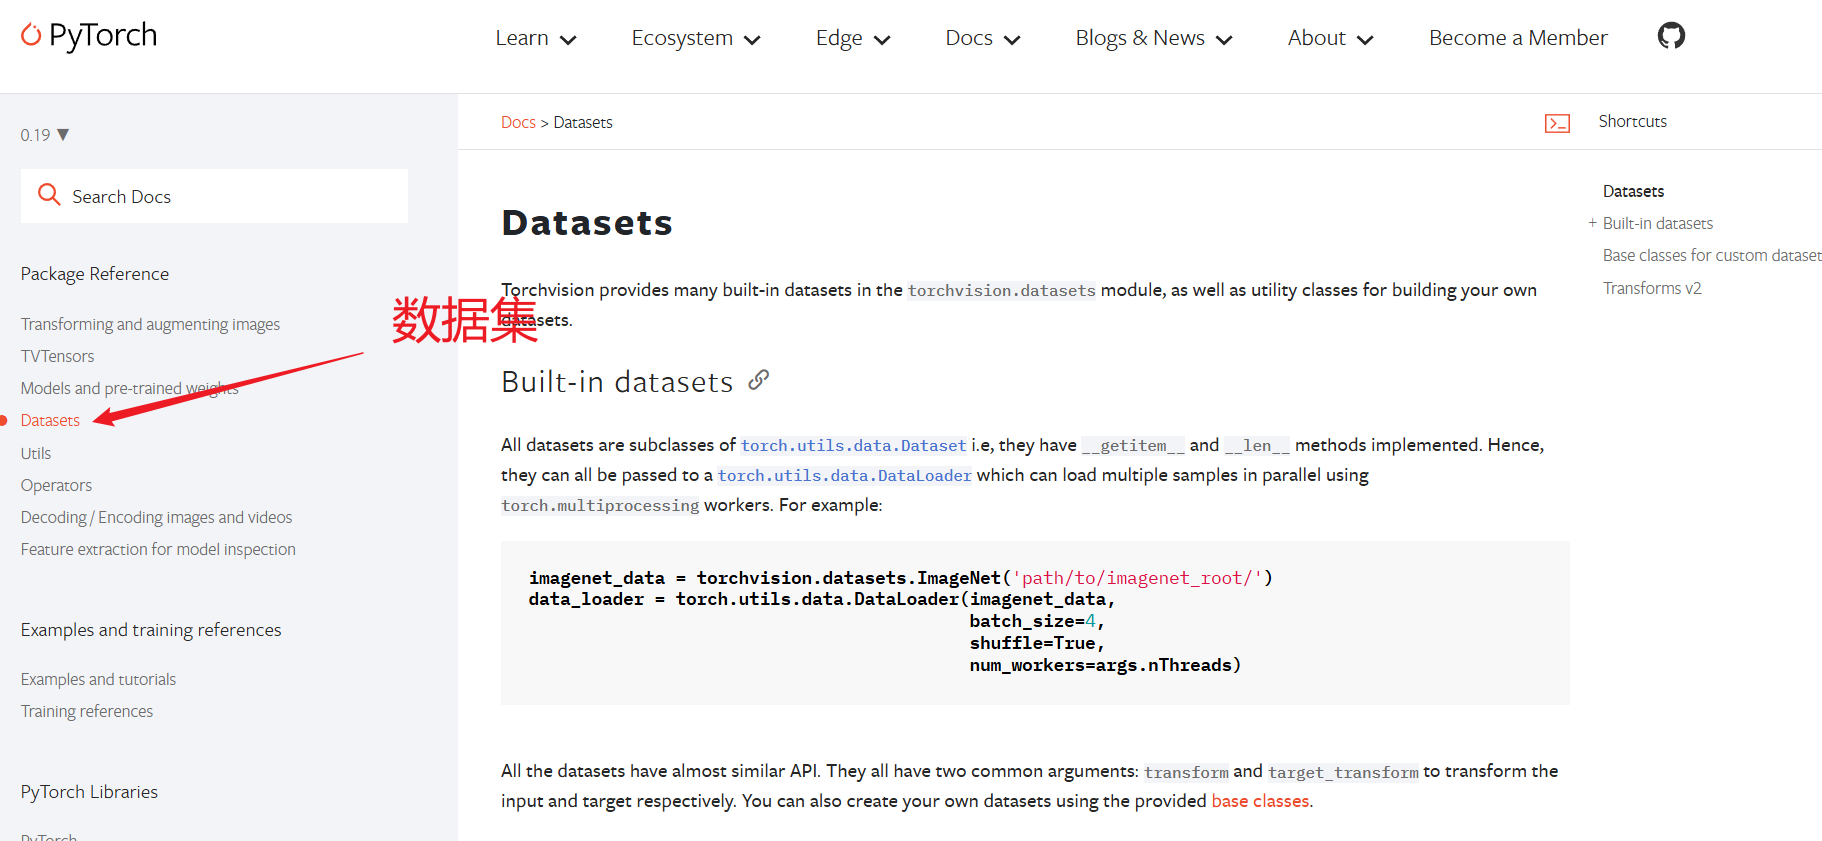 PyTorch
Learn
Ecosystem
Edge
Docs
Blogs & News
About
Become a Member
0.19 ▼
Search Docs
Package Reference
Transforming and augmenting images
TVTensors
Models and pre-trained weights
Datasets
Utils
Operators
Decoding / Encoding images and videos
Feature extraction for model inspection
Examples and training references
Examples and tutorials
Training references
PyTorch Libraries
PyTorch
数据集
Docs > Datasets
Datasets
Torchvision provides many built-in datasets in the torchvision.datasets module, as well as utility classes for building your own
datasets.
Built-in datasets
All datasets are subclasses of torch.utils.data.Dataset i.e, they have __getitem__ and __len__ methods implemented. Hence,
they can all be passed to a torch.utils.data.DataLoader which can load multiple samples in parallel using
torch.multiprocessing workers. For example:
imagenet_data = torchvision.datasets.ImageNet('path/to/imagenet_root/')
data_loader = torch.utils.data.DataLoader(imagenet_data,
batch_size=4,
shuffle=True,
num_workers=args.nThreads)
All the datasets have almost similar API. They all have two common arguments: transform and target_transform to transform the
input and target respectively. You can also create your own datasets using the provided base classes.
>_
Shortcuts
Datasets
+ Built-in datasets
Base classes for custom dataset
Transforms v2